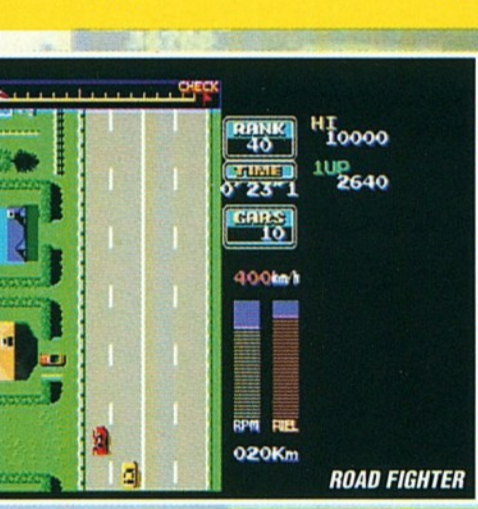 CHECK
RANK
40
TIME
0'23"1
CARS
10
HI
10000
1UP
2640
400km/h
RPM FUEL
020Km
ROAD FIGHTER